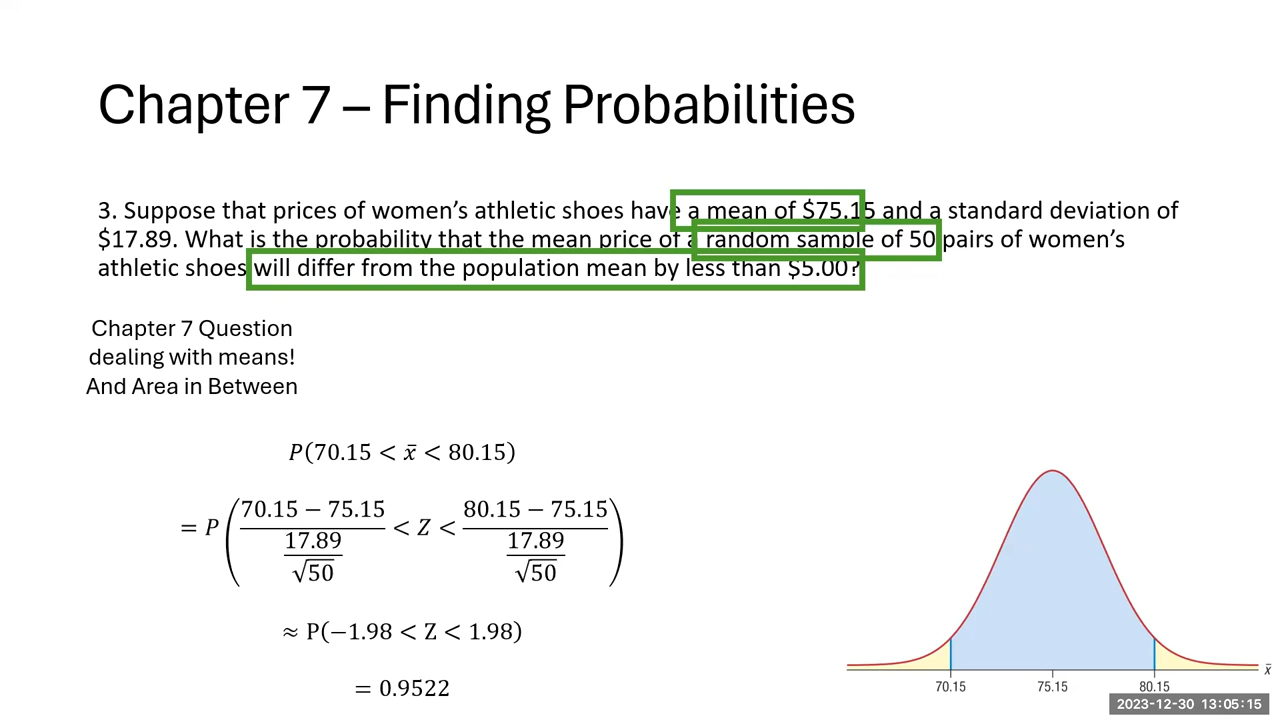 Chapter 7 – Finding Probabilities
3. Suppose that prices of women's athletic shoes have a mean of $75.15 and a standard deviation of
$17.89. What is the probability that the mean price of a random sample of 50 pairs of women's
athletic shoes will differ from the population mean by less than $5.00?
Chapter 7 Question
dealing with means!
And Area in Between
P(70.15 < x̄ < 80.15)
= P( (70.15 − 75.15) / (17.89 / √50) < Z < (80.15 − 75.15) / (17.89 / √50) )
≈ P(−1.98 < Z < 1.98)
= 0.9522
x̄
70.15 75.15 80.15
2023-12-30 13:05:15